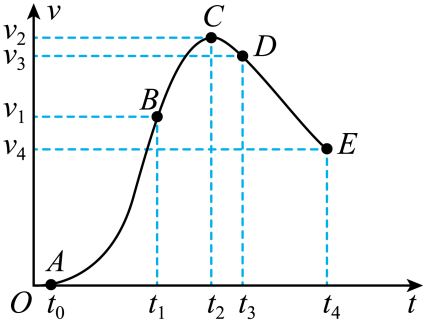 v
v₂
C
v₃
D
B
v₁
v₄
E
A
O
t₀
t₁
t₂
t₃
t₄
t